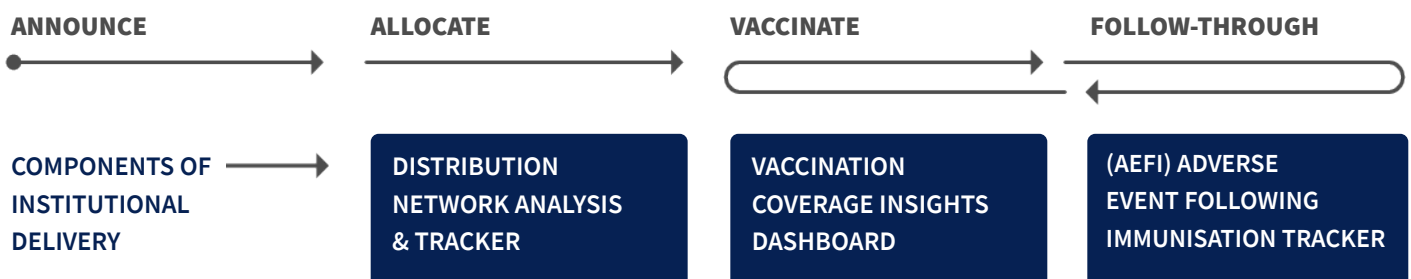 ANNOUNCE
ALLOCATE
VACCINATE
FOLLOW-THROUGH
COMPONENTS OF
INSTITUTIONAL
DELIVERY
DISTRIBUTION
NETWORK ANALYSIS
& TRACKER
VACCINATION
COVERAGE INSIGHTS
DASHBOARD
(AEFI) ADVERSE
EVENT FOLLOWING
IMMUNISATION TRACKER